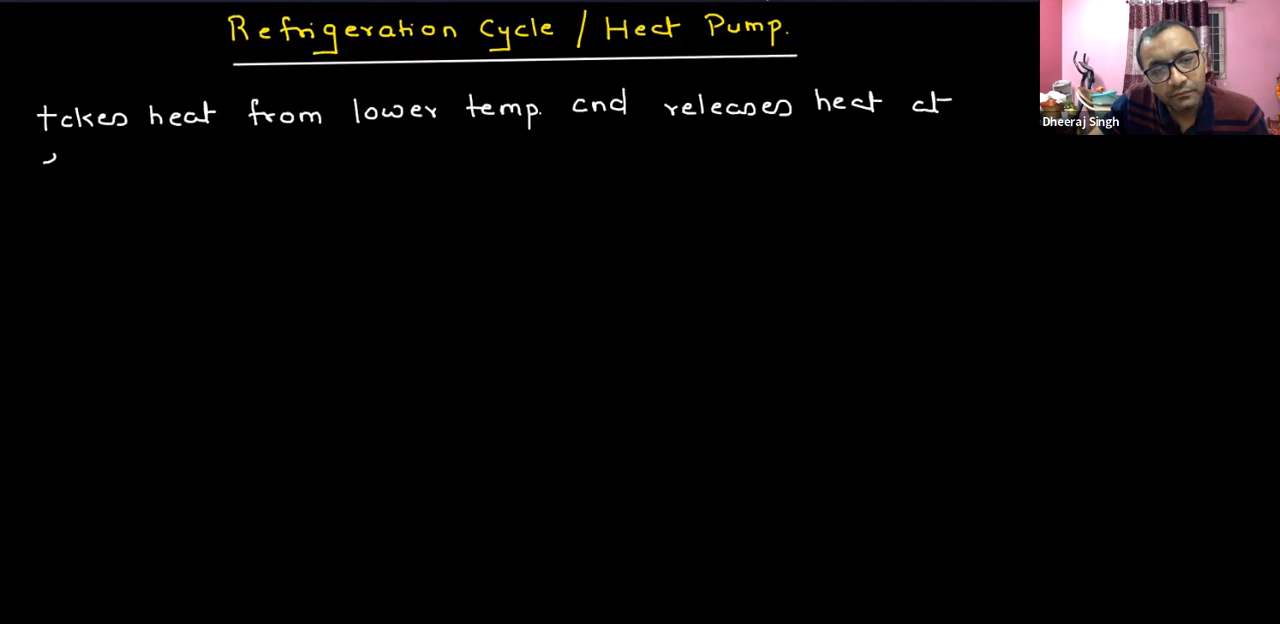 Refrigeration Cycle / Heat Pump.
takes heat from lower temp. and releases heat at
Dheeraj Singh